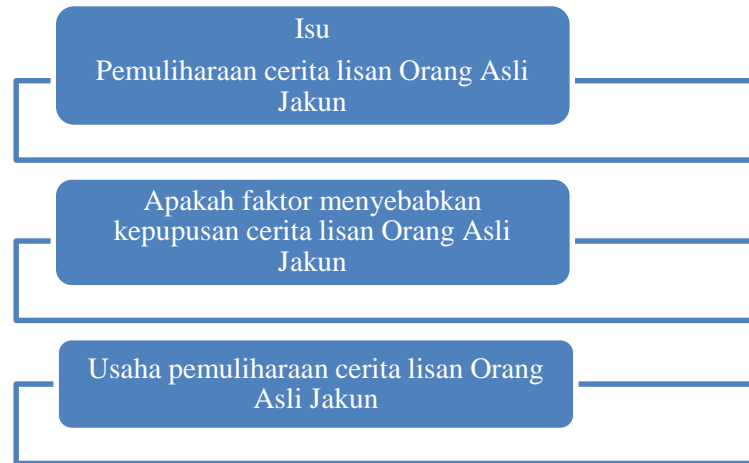 Isu
Pemuliharaan cerita lisan Orang Asli
Jakun
Apakah faktor menyebabkan
kepupusan cerita lisan Orang Asli
Jakun
Usaha pemuliharaan cerita lisan Orang
Asli Jakun